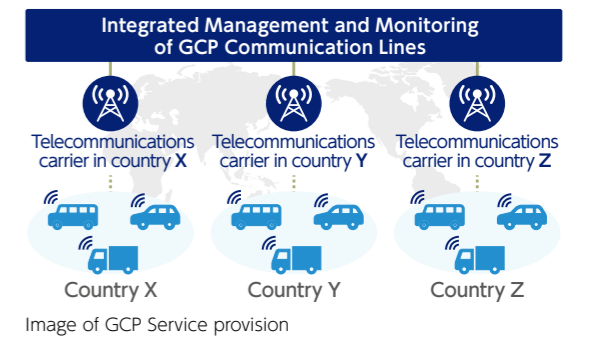 Integrated Management and Monitoring
of GCP Communication Lines
Telecommunications
carrier in country X
Telecommunications
carrier in country Y
Telecommunications
carrier in country Z
Country X
Country Y
Country Z
Image of GCP Service provision